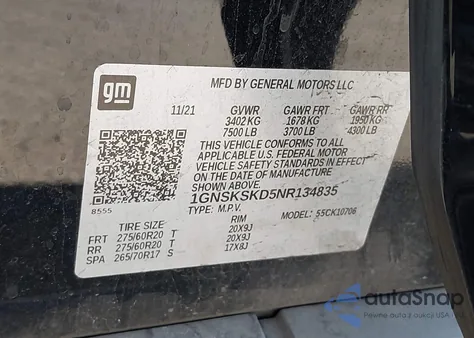 gm
MFD BY GENERAL MOTORS LLC
11/21 GVWR GAWR FRT GAWR RR
3402 KG 1678 KG 1950 KG
7500 LB 3700 LB 4300 LB
THIS VEHICLE CONFORMS TO ALL
APPLICABLE U.S. FEDERAL MOTOR
VEHICLE SAFETY STANDARDS IN EFFECT
ON THE DATE OF MANUFACTURE
1GNSKSKD5NR134835
8555 TYPE: M.P.V. MODEL: 55CK10706
TIRE SIZE RIM
FRT 275/60R20 T 20X9J
RR 275/60R20 T 20X9J
SPA 265/70R17 S 17X8J
autoSnap
Pewne auto z USA